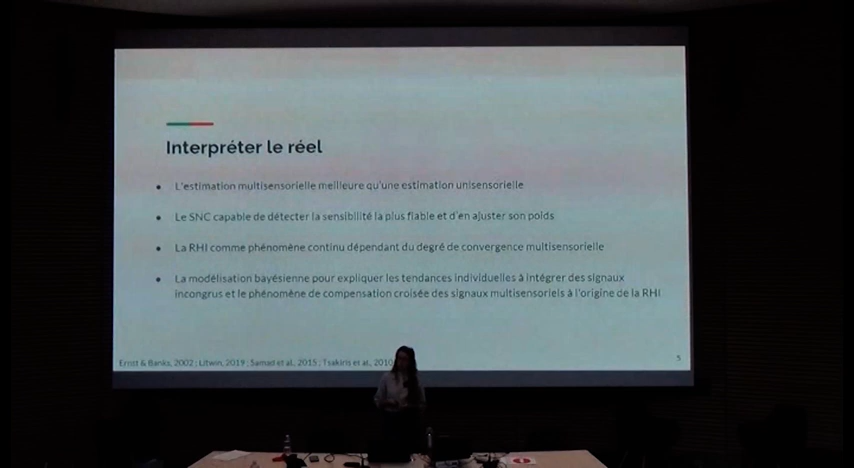 Interpréter le réel
• L'estimation multisensorielle meilleure qu'une estimation unisensorielle
• Le SNC capable de détecter la sensibilité la plus fiable et d'en ajuster son poids
• La RHI comme phénomène continu dépendant du degré de convergence multisensorielle
• La modélisation bayésienne pour expliquer les tendances individuelles à intégrer des signaux
incongrus et le phénomène de compensation croisée des signaux multisensoriels à l'origine de la RHI
Ernst & Banks, 2002 ; Litwin, 2019 ; Samad et al., 2015 ; Tsakiris et al., 2010
5